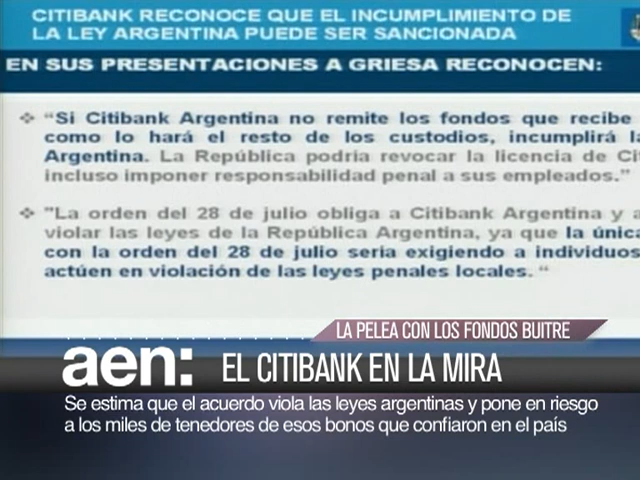 CITIBANK RECONOCE QUE EL INCUMPLIMIENTO DE
LA LEY ARGENTINA PUEDE SER SANCIONADA
EN SUS PRESENTACIONES A GRIESA RECONOCEN:
“Si Citibank Argentina no remite los fondos que recibe
como lo hará el resto de los custodios, incumplirá la
Argentina. La República podría revocar la licencia de Cit
incluso imponer responsabilidad penal a sus empleados.”
"La orden del 28 de julio obliga a Citibank Argentina y a
violar las leyes de la República Argentina, ya que la única
con la orden del 28 de julio sería exigiendo a individuos
actúen en violación de las leyes penales locales. “
LA PELEA CON LOS FONDOS BUITRE
aen: EL CITIBANK EN LA MIRA
Se estima que el acuerdo viola las leyes argentinas y pone en riesgo
a los miles de tenedores de esos bonos que confiaron en el país